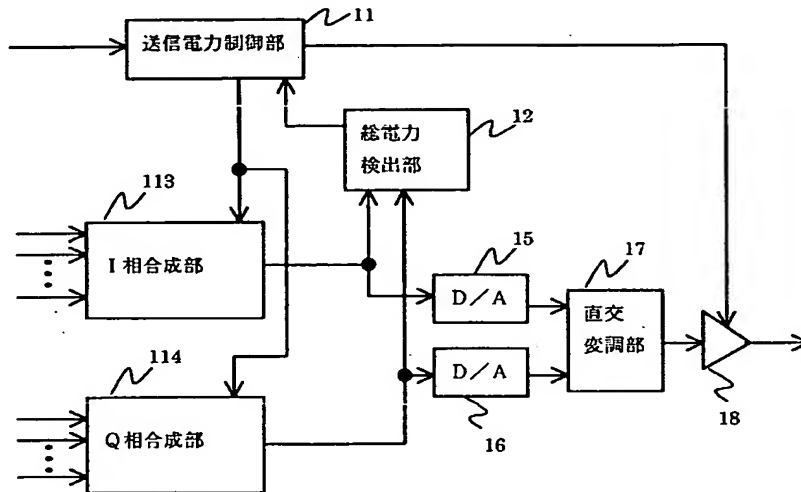 11
送信電力制御部
12
総電力
検出部
113
I相合成部
15
D/A
17
直交
変調部
18
114
Q相合成部
D/A
16